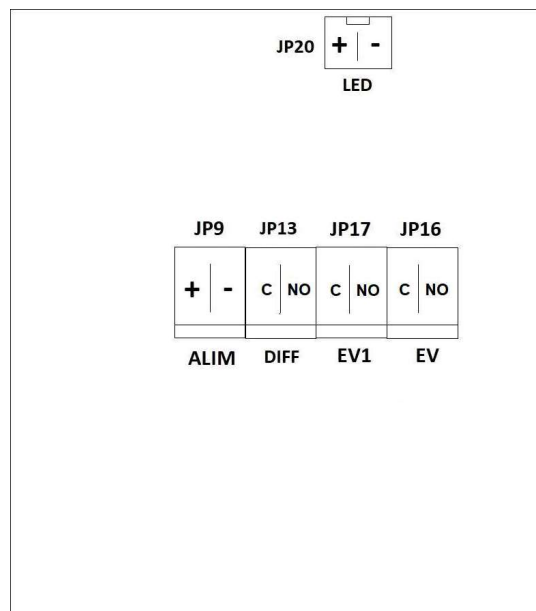 JP20 + -
LED
JP9 JP13 JP17 JP16
+ - C NO C NO C NO
ALIM DIFF EV1 EV